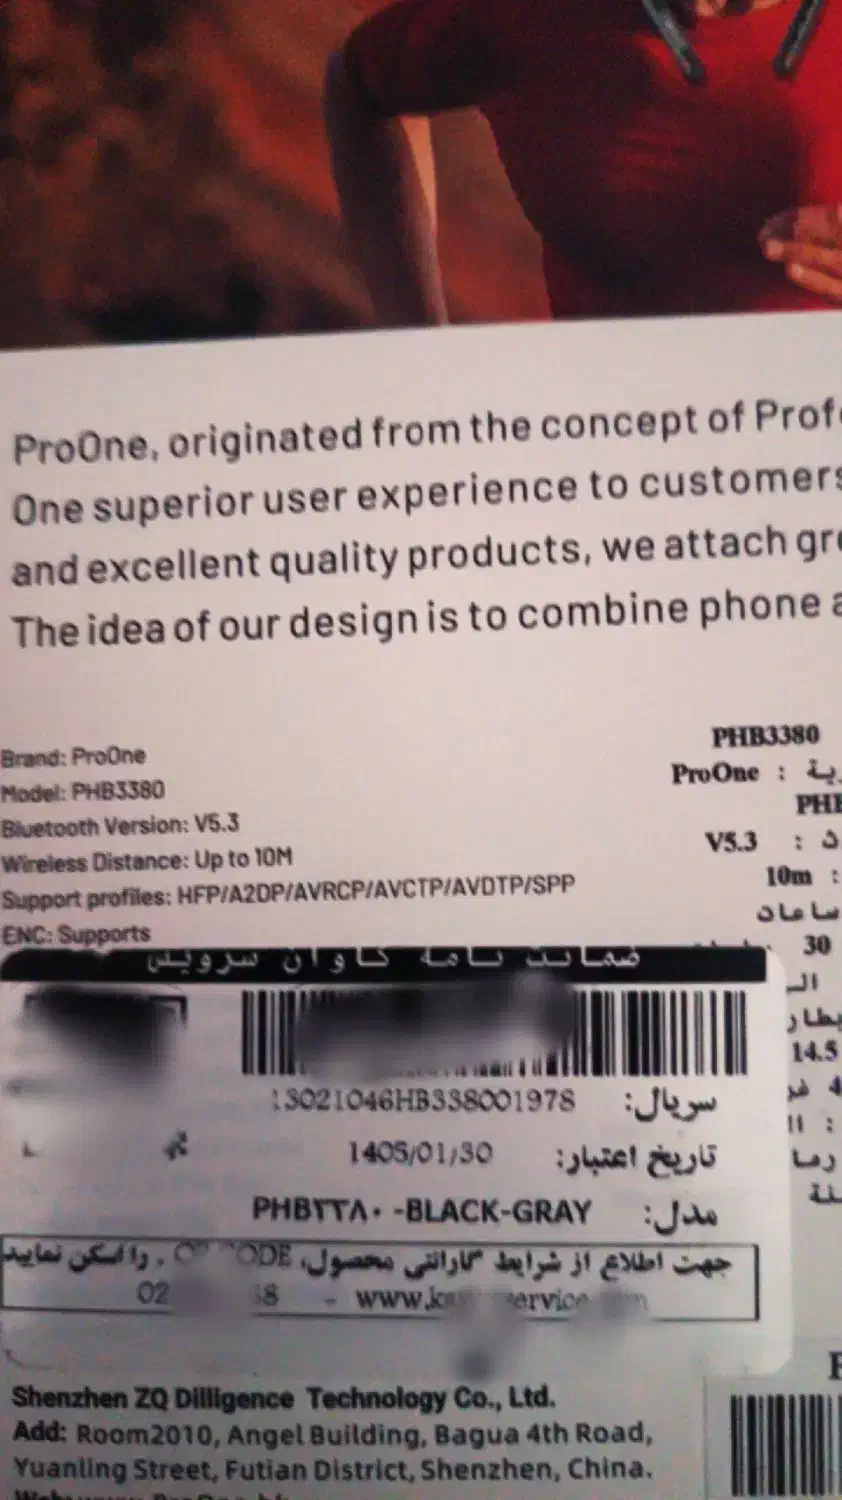 ProOne, originated from the concept of Prof
One superior user experience to customers
and excellent quality products, we attach gr
The idea of our design is to combine phone a
Brand: ProOne
Model: PHB3380
Bluetooth Version: V5.3
Wireless Distance: Up to 10M
Support profiles: HFP/A2DP/AVRCP/AVCTP/AVDTP/SPP
ENC: Supports
PHB3380
ProOne :
V5.3 :
10m :
ساعات
30
14.5
4
ضمانت نامه کاوان سرویس
سریال: 13021046HB338001978
تاریخ اعتبار: 1405/01/30
مدل: PHB۳۳۸۰-BLACK-GRAY
جهت اطلاع از شرایط گارانتی محصول، را اسکن نمایید
Shenzhen ZQ Dilligence Technology Co., Ltd.
Add: Room2010, Angel Building, Bagua 4th Road,
Yuanling Street, Futian District, Shenzhen, China.